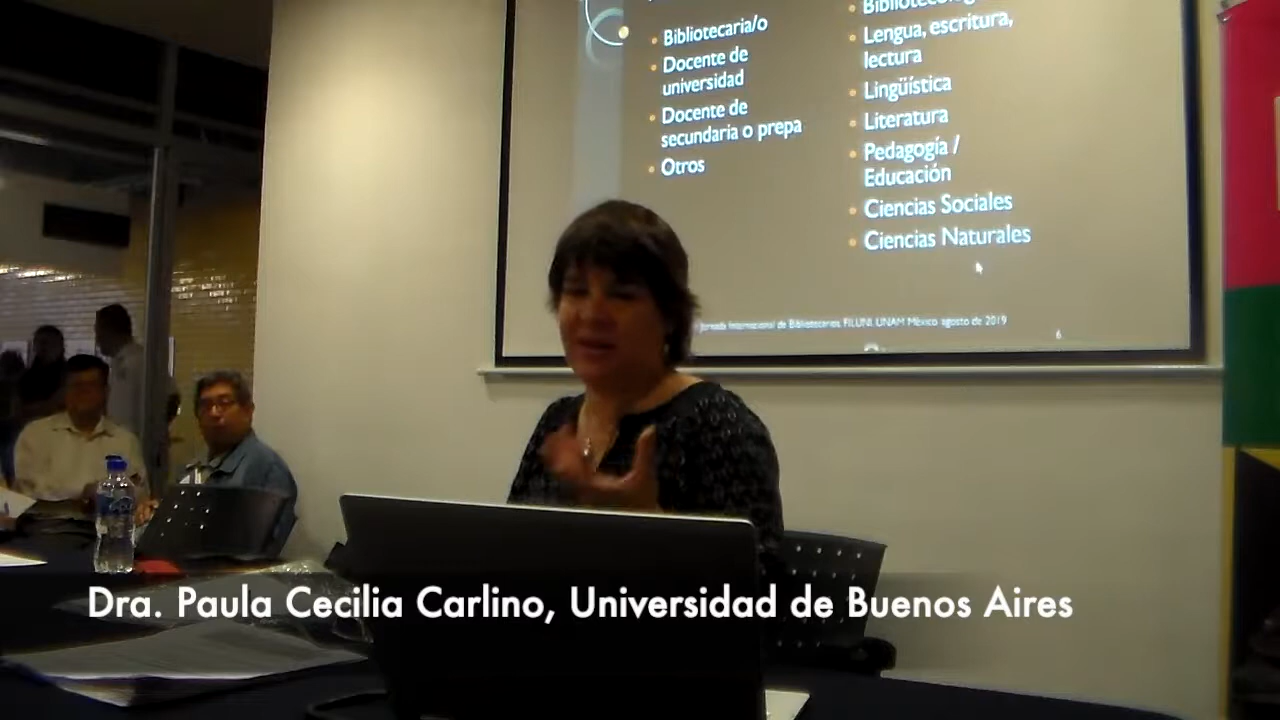 Bibliotecaria/o
Docente de
universidad
Docente de
secundaria o prepa
Otros
Lengua, escritura,
lectura
Lingüística
Literatura
Pedagogía /
Educación
Ciencias Sociales
Ciencias Naturales
Jornada Internacional de Bibliotecarios FILUNI, UNAM México agosto de 2019
6
Dra. Paula Cecilia Carlino, Universidad de Buenos Aires